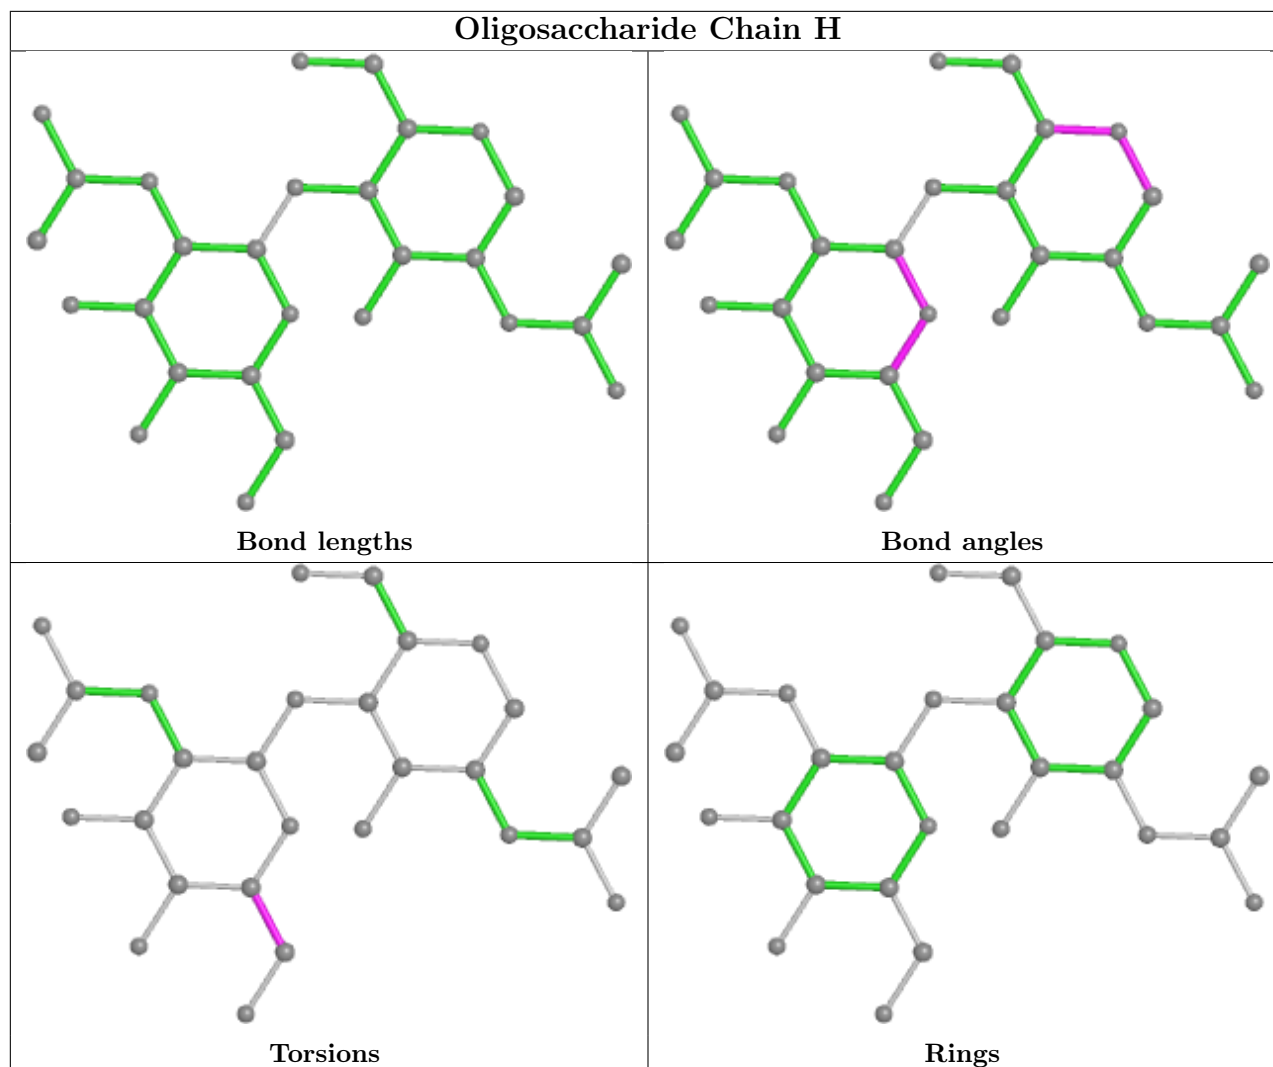 Oligosaccharide Chain H
Bond lengths
Bond angles
Torsions
Rings